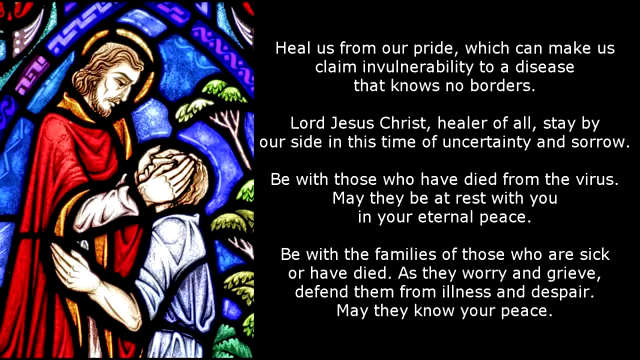 Heal us from our pride, which can make us
claim invulnerability to a disease
that knows no borders.
Lord Jesus Christ, healer of all, stay by
our side in this time of uncertainty and sorrow.
Be with those who have died from the virus.
May they be at rest with you
in your eternal peace.
Be with the families of those who are sick
or have died. As they worry and grieve,
defend them from illness and despair.
May they know your peace.